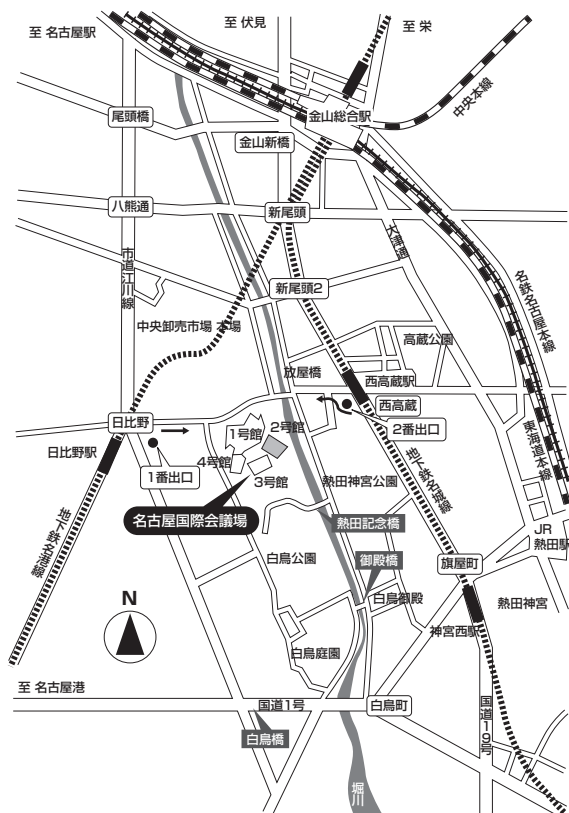 至 名古屋駅
至 伏見
至 栄
中央本線
尾頭橋
金山総合駅
金山新橋
八熊通
新尾頭
大津通
市道江川線
新尾頭2
名鉄名古屋本線
中央卸売市場 本場
高蔵公園
放屋橋
西高蔵駅
西高蔵
日比野
2番出口
1号館
2号館
東海道本線
日比野駅
4号館
3号館
1番出口
熱田神宮公園
地下鉄名城線
名古屋国際会議場
熱田記念橋
地下鉄名港線
JR
熱田駅
白鳥公園
御殿橋
旗屋町
N
白鳥御殿
熱田神宮
神宮西駅
白鳥庭園
至 名古屋港
国道1号
白鳥町
国道19号
白鳥橋
堀川